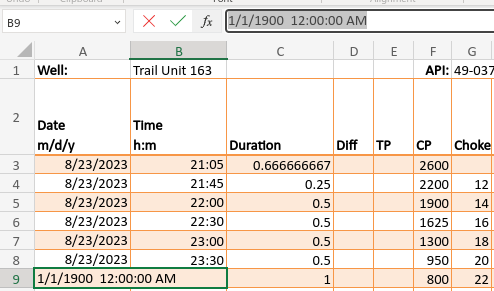 B9 fx 1/1/1900 12:00:00 AM
A B C D E F G
1 Well: Trail Unit 163 API: 49-037
2 Date m/d/y Time h:m Duration Diff TP CP Choke
3 8/23/2023 21:05 0.666666667 2600
4 8/23/2023 21:45 0.25 2200 12
5 8/23/2023 22:00 0.5 1900 14
6 8/23/2023 22:30 0.5 1625 16
7 8/23/2023 23:00 0.5 1300 18
8 8/23/2023 23:30 0.5 950 20
9 1/1/1900 12:00:00 AM 1 800 22